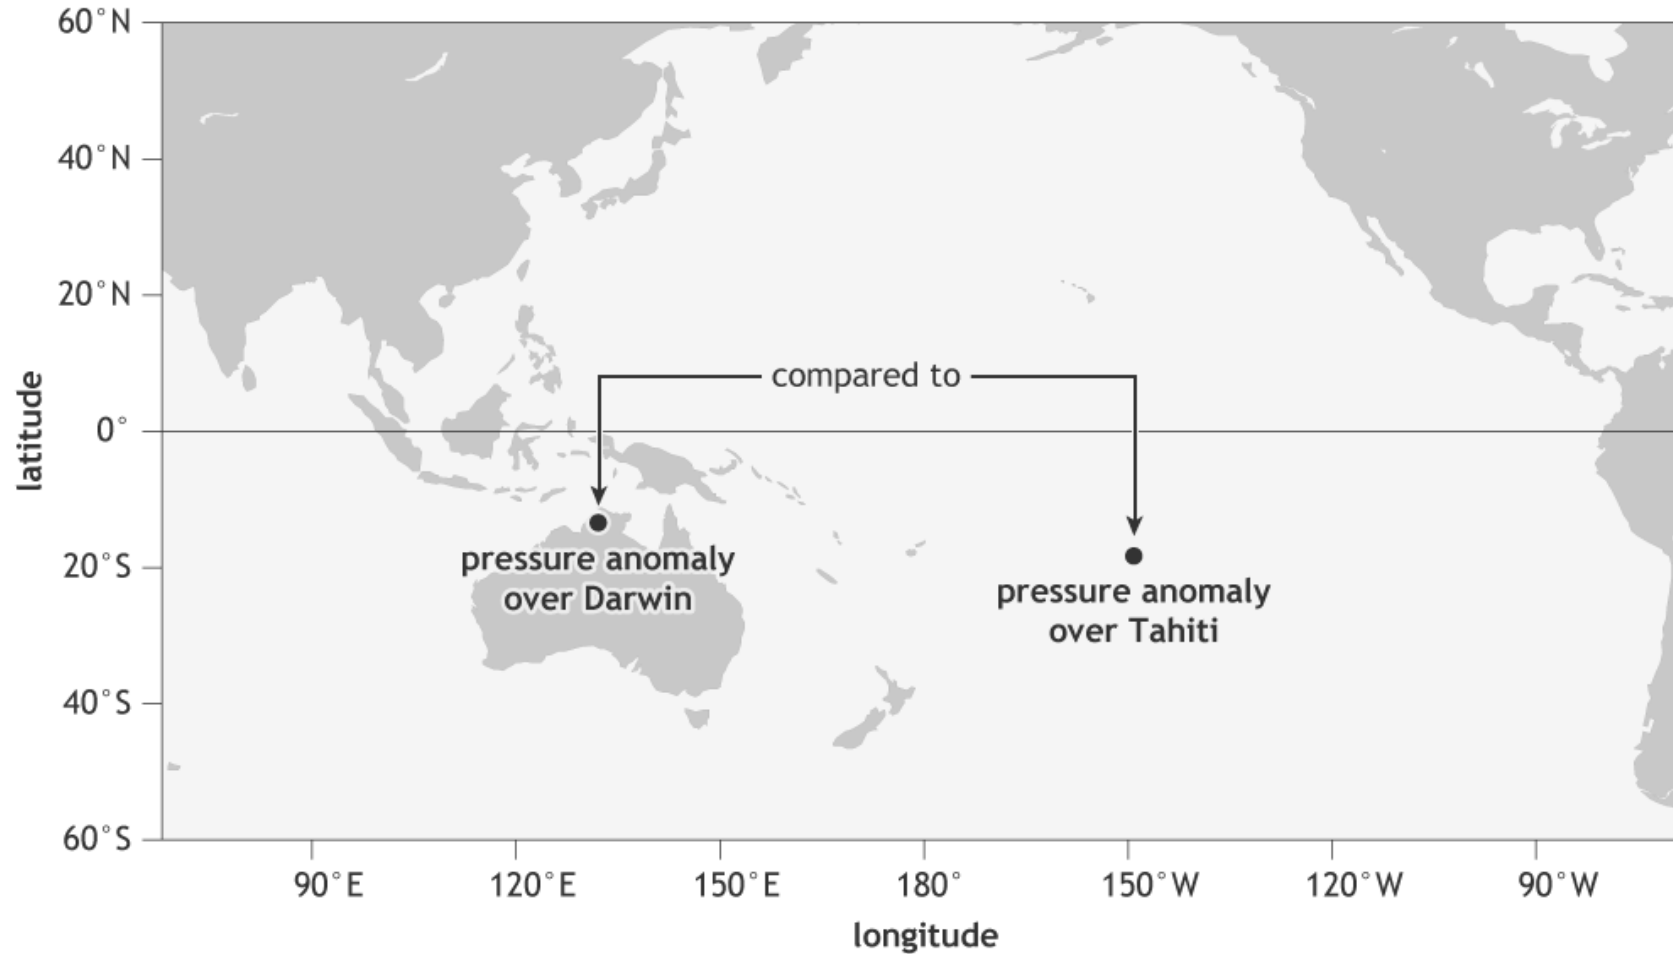 60°N
40°N
20°N
0°
20°S
40°S
60°S
latitude
compared to
pressure anomaly
over Darwin
pressure anomaly
over Tahiti
90°E 120°E 150°E 180° 150°W 120°W 90°W
longitude